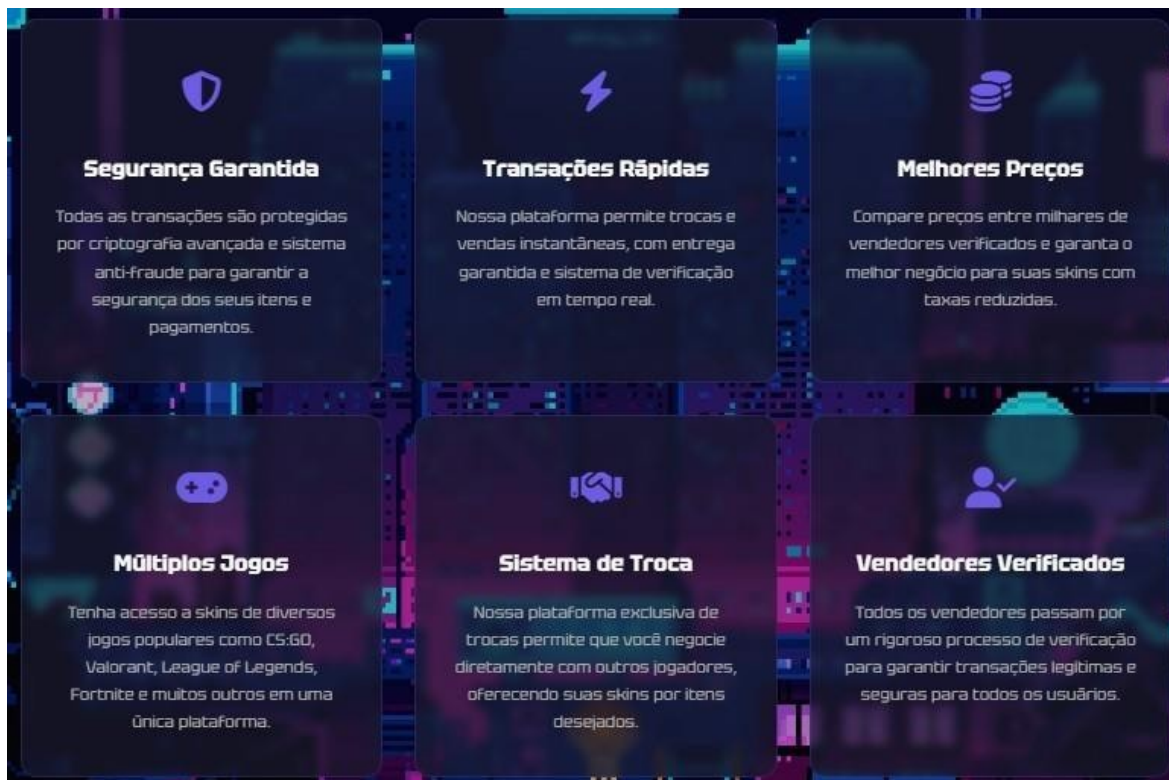 Segurança Garantida
Todas as transações são protegidas
por criptografia avançada e sistema
anti-fraude para garantir a
segurança dos seus itens e
pagamentos.
Transações Rápidas
Nossa plataforma permite trocas e
vendas instantâneas, com entrega
garantida e sistema de verificação
em tempo real.
Melhores Preços
Compare preços entre milhares de
vendedores verificados e garanta o
melhor negócio para suas skins com
taxas reduzidas.
Múltiplos Jogos
Tenha acesso a skins de diversos
jogos populares como CS:GO,
Valorant, League of Legends,
Fortnite e muitos outros em uma
única plataforma.
Sistema de Troca
Nossa plataforma exclusiva de
trocas permite que você negocie
diretamente com outros jogadores,
oferecendo suas skins por itens
desejados.
Vendedores Verificados
Todos os vendedores passam por
um rigoroso processo de verificação
para garantir transações legítimas e
seguras para todos os usuários.